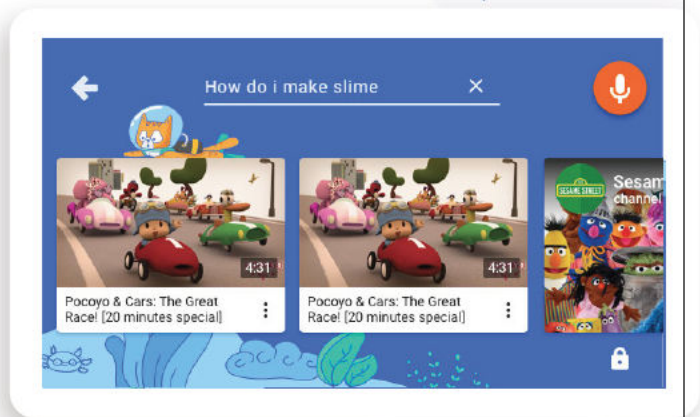 How do i make slime
4:31
Pocoyo & Cars: The Great
Race! [20 minutes special]
4:31
Pocoyo & Cars: The Great
Race! [20 minutes special]
SESAME STREET
Sesam
channel